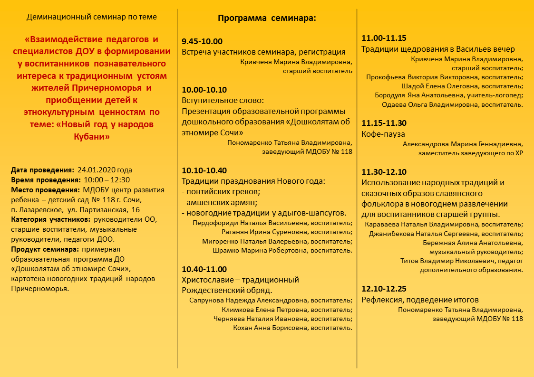 Деминационный семинар по теме
«Взаимодействие педагогов и
специалистов ДОУ в формировании
у воспитанников познавательного
интереса к традиционным устоям
жителей Причерноморья и
приобщении детей к
этнокультурным ценностям по
теме: «Новый год у народов
Кубани»
Дата проведения: 24.01.2020 года
Время проведения: 10:00 – 12:30
Место проведения: МДОБУ центр развития
ребенка – детский сад № 118 г. Сочи,
п. Лазаревское, ул. Партизанская, 16
Категория участников: руководители ОО,
старшие воспитатели, музыкальные
руководители, педагоги ДОО.
Продукт семинара: примерная
образовательная программа ДО
«Дошколятам об этномире Сочи»,
картотека новогодних традиций народов
Причерноморья.
Программа семинара:
9.45-10.00
Встреча участников семинара, регистрация
Кривчена Марина Владимировна,
старший воспитатель
10.00-10.10
Вступительное слово:
Презентация образовательной программы
дошкольного образования «Дошколятам об
этномире Сочи»
Пономаренко Татьяна Владимировна,
заведующий МДОБУ № 118
10.10-10.40
Традиции празднования Нового года:
- понтийских греков;
- амшенских армян;
- новогодние традиции у адыгов-шапсугов.
Пердофориди Наталья Васильевна, воспитатель;
Разанян Ирина Суреновна, воспитатель;
Мигоренко Наталья Валерьевна, воспитатель;
Шрамко Марина Робертовна, воспитатель.
10.40-11.00
Христославие – традиционный
Рождественский обряд.
Сапрунова Надежда Александровна, воспитатель;
Климкова Елена Петровна, воспитатель;
Черняева Наталия Ивановна, воспитатель;
Кохан Анна Борисовна, воспитатель.
11.00-11.15
Традиции щедрования в Васильев вечер
Кривчена Марина Владимировна,
старший воспитатель;
Прокофьева Виктория Викторовна, воспитатель;
Шадой Елена Олеговна, воспитатель;
Бородуля Яна Анатольевна, учитель-логопед;
Одаева Ольга Владимировна, воспитатель.
11.15-11.30
Кофе-пауза
Александрова Марина Геннадиевна,
заместитель заведующего по ХР
11.30-12.10
Использование народных традиций и
сказочных образов славянского
фольклора в новогоднем развлечении
для воспитанников старшей группы.
Караваева Наталья Владимировна, воспитатель;
Джанибекова Наталья Сергеевна, воспитатель;
Бережная Алина Анатольевна,
музыкальный руководитель;
Титов Владимир Николаевич, педагог
дополнительного образования.
12.10-12.25
Рефлексия, подведение итогов
Пономаренко Татьяна Владимировна,
заведующий МДОБУ № 118